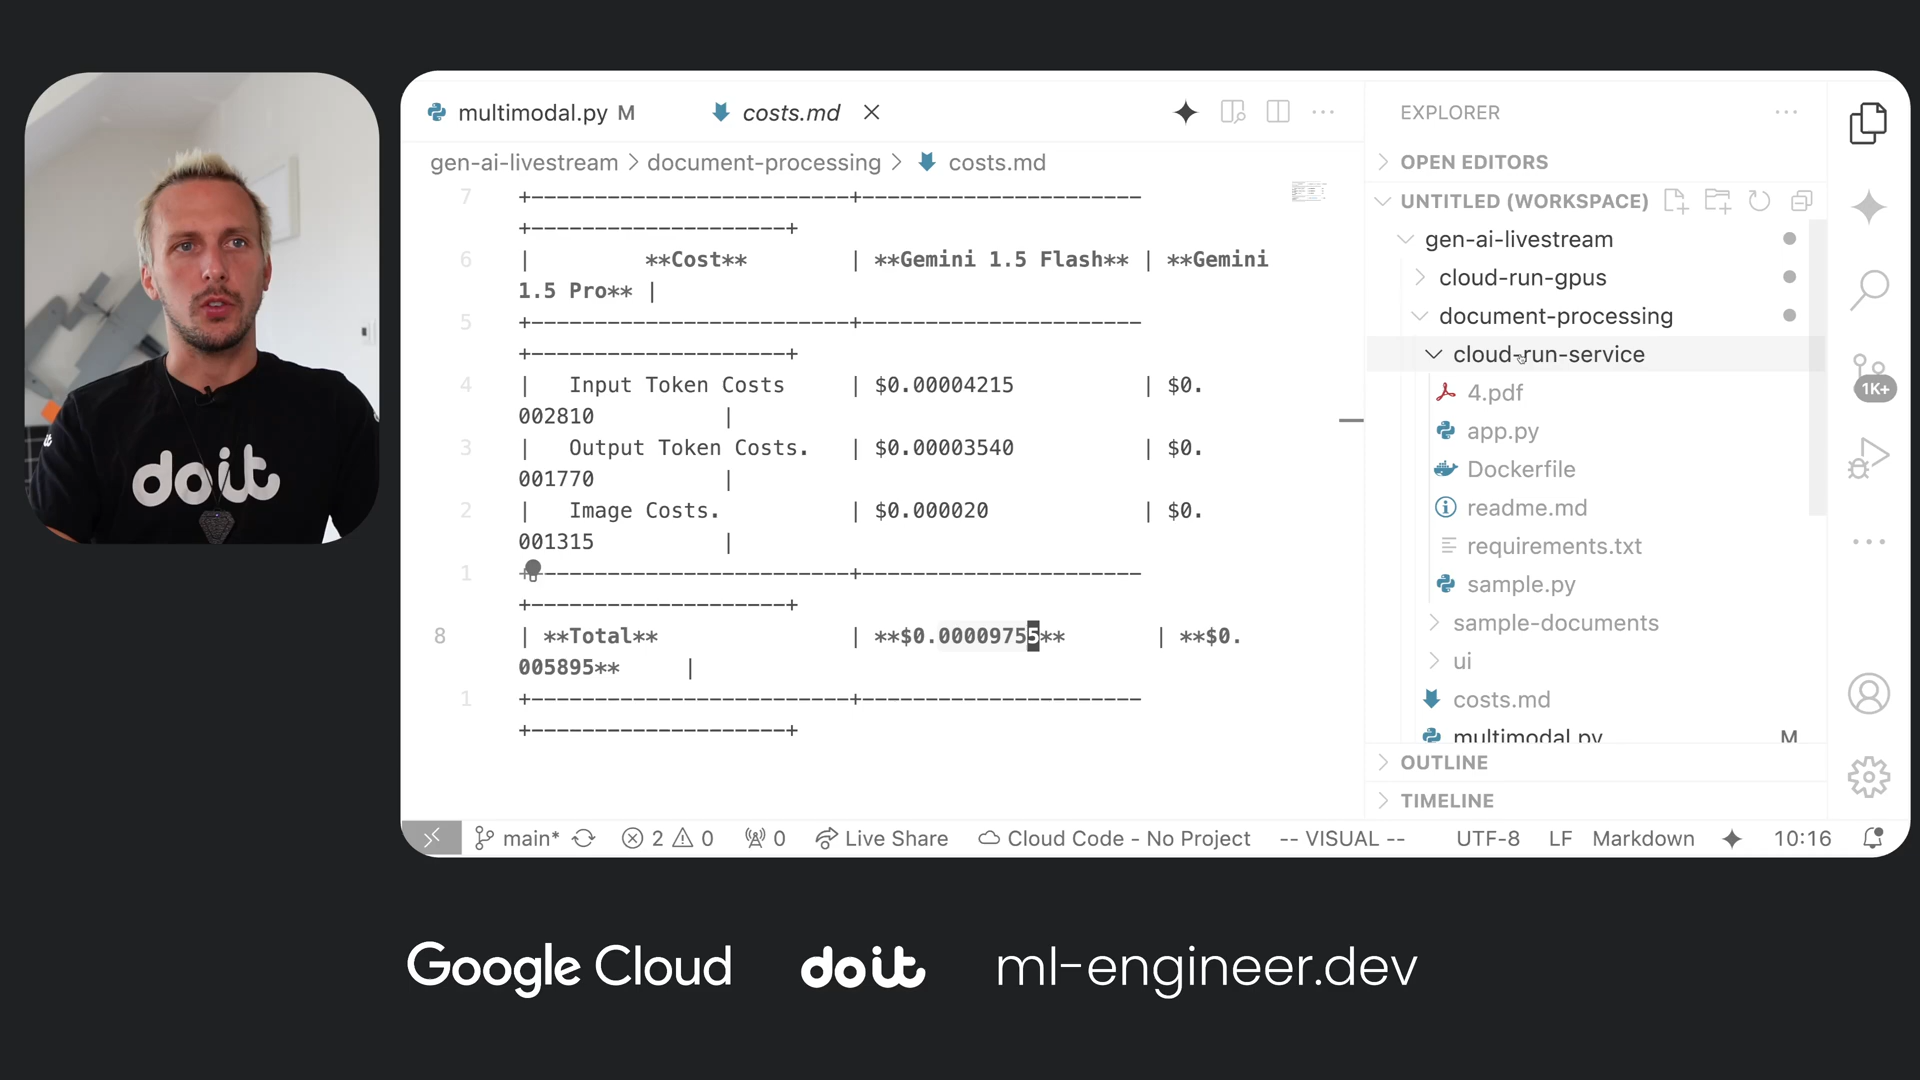 multimodal.py M
costs.md
gen-ai-livestream > document-processing > costs.md
7 +--------------------------+----------------------
+--------------------+
6 | **Cost** | **Gemini 1.5 Flash** | **Gemini
1.5 Pro** |
5 +--------------------------+----------------------
+--------------------+
4 | Input Token Costs | $0.00004215 | $0.
002810 |
3 | Output Token Costs. | $0.00003540 | $0.
001770 |
2 | Image Costs. | $0.000020 | $0.
001315 |
1 +--------------------------+----------------------
+--------------------+
8 | **Total** | **$0.00009755** | **$0.
005895** |
1 +--------------------------+----------------------
+--------------------+
EXPLORER
OPEN EDITORS
UNTITLED (WORKSPACE)
gen-ai-livestream
cloud-run-gpus
document-processing
cloud-run-service
4.pdf
app.py
Dockerfile
readme.md
requirements.txt
sample.py
sample-documents
ui
costs.md
multimodal.py M
OUTLINE
TIMELINE
1K+
main* 2 0 0 Live Share Cloud Code - No Project -- VISUAL -- UTF-8 LF Markdown 10:16
doit
Google Cloud doit ml-engineer.dev